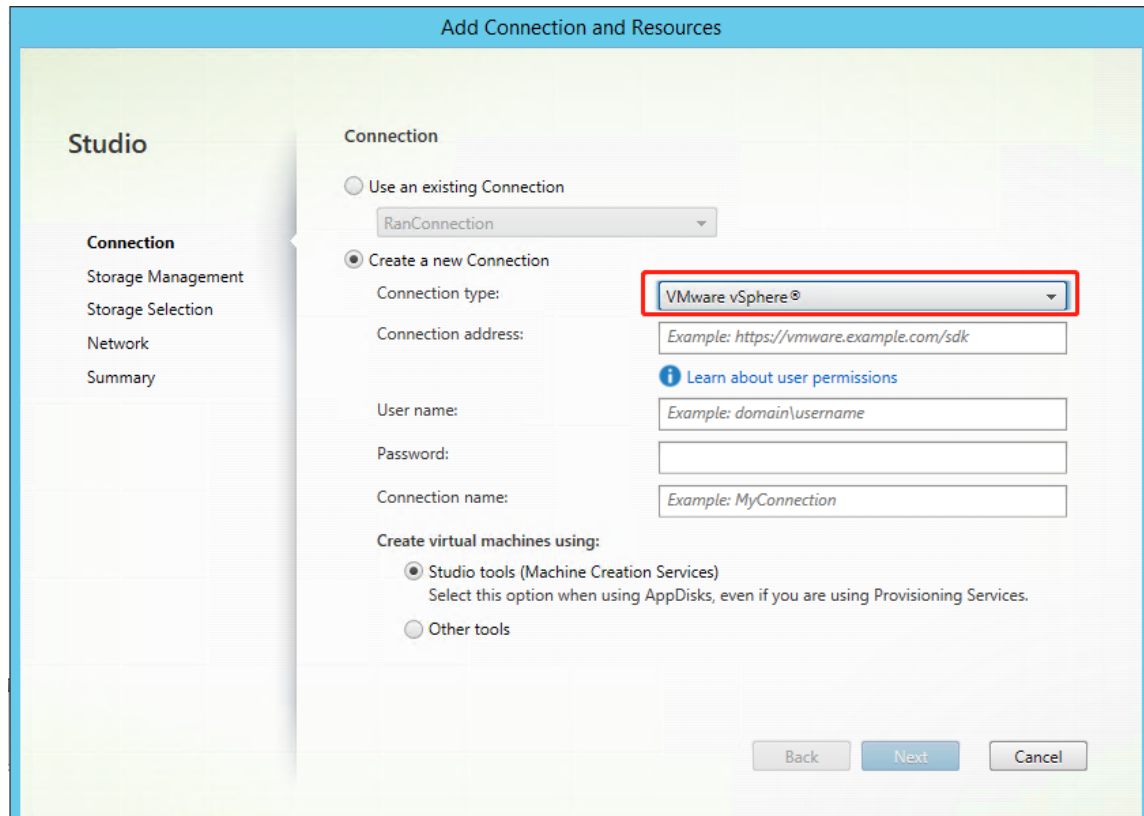 Add Connection and Resources
Studio
Connection
Storage Management
Storage Selection
Network
Summary
Connection
Use an existing Connection
RanConnection
Create a new Connection
Connection type:
VMware vSphere®
Connection address:
Example: https://vmware.example.com/sdk
Learn about user permissions
User name:
Example: domain\username
Password:
Connection name:
Example: MyConnection
Create virtual machines using:
Studio tools (Machine Creation Services)
Select this option when using AppDisks, even if you are using Provisioning Services.
Other tools
Back
Next
Cancel